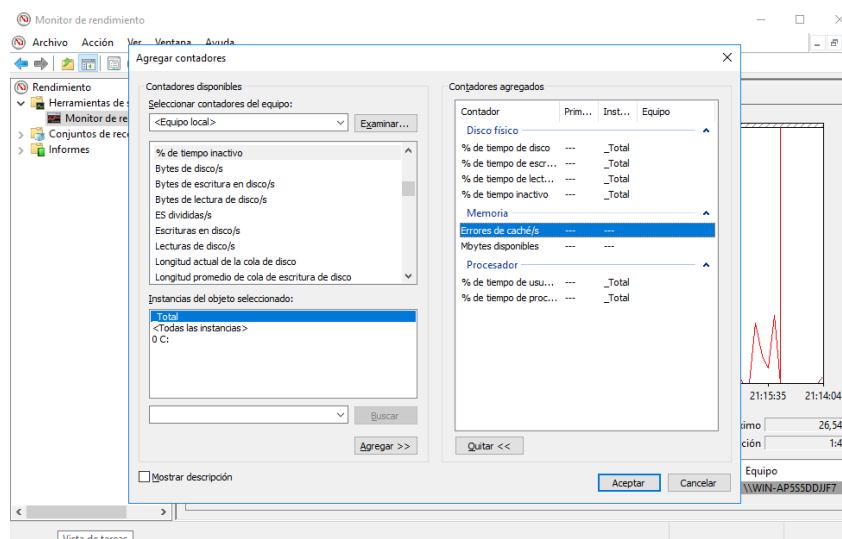 Monitor de rendimiento
Archivo Acción Ver Ventana Ayuda
Agregar contadores
Rendimiento
Herramientas de
Monitor de re
Conjuntos de rec
Informes
Contadores disponibles
Seleccionar contadores del equipo:
<Equipo local>
Examinar...
% de tiempo inactivo
Bytes de disco/s
Bytes de escritura en disco/s
Bytes de lectura de disco/s
ES divididas/s
Escrituras en disco/s
Lecturas de disco/s
Longitud actual de la cola de disco
Longitud promedio de cola de escritura de disco
Instancias del objeto seleccionado:
_Total
<Todas las instancias>
0 C:
Buscar
Agregar >>
Mostrar descripción
Contadores agregados
Contador Prim... Inst... Equipo
Disco físico
% de tiempo de disco --- _Total
% de tiempo de escr... --- _Total
% de tiempo de lect... --- _Total
% de tiempo inactivo --- _Total
Memoria
Errores de caché/s --- ---
Mbytes disponibles --- ---
Procesador
% de tiempo de usu... --- _Total
% de tiempo de proc... --- _Total
Quitar <<
Aceptar Cancelar
21:15:35 21:14:04
imo 26,54
ción 1:4
Equipo
\\WIN-AP5S5DDJJF7
Vista de tareas